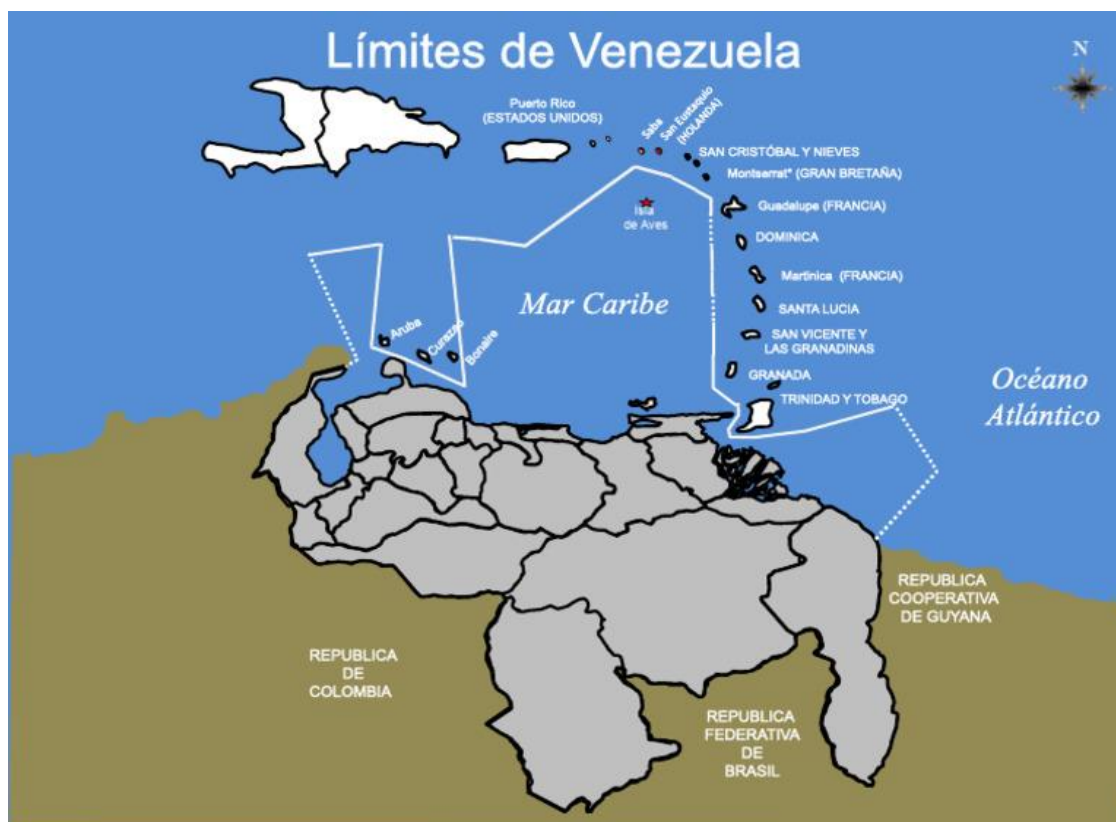 Límites de Venezuela
N
Puerto Rico
(ESTADOS UNIDOS)
Saba
San Eustaquio
(HOLANDA)
SAN CRISTÓBAL Y NIEVES
Montserrat* (GRAN BRETAÑA)
Isla
de Aves
Guadalupe (FRANCIA)
DOMINICA
Martinica (FRANCIA)
Mar Caribe
SANTA LUCIA
Aruba
Curazao
Bonaire
SAN VICENTE Y
LAS GRANADINAS
GRANADA
TRINIDAD Y TOBAGO
Océano
Atlántico
REPUBLICA
COOPERATIVA
DE GUYANA
REPUBLICA
DE
COLOMBIA
REPUBLICA
FEDERATIVA
DE
BRASIL